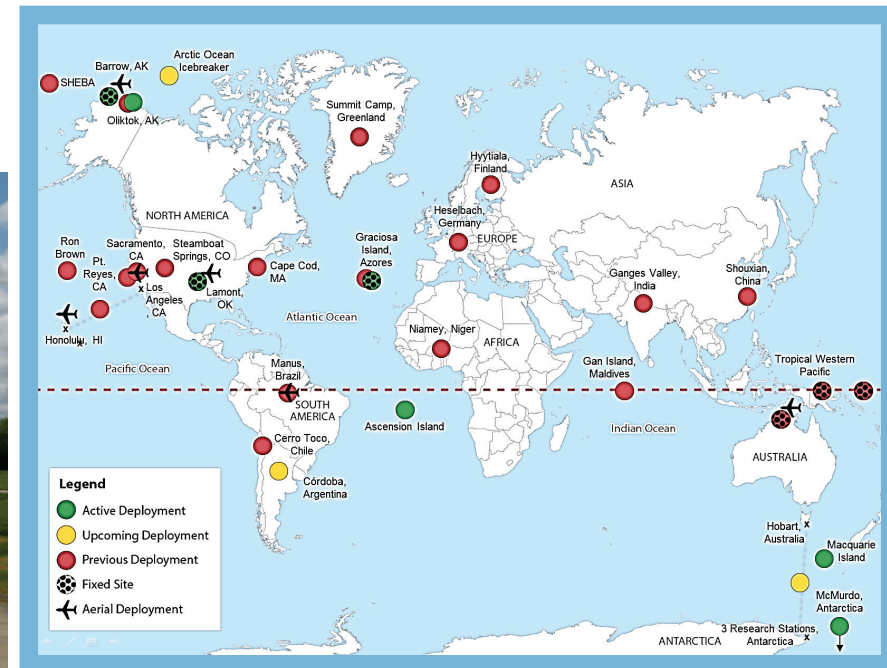 Arctic Ocean
Icebreaker
Barrow, AK
SHEBA
Oliktok, AK
Summit Camp,
Greenland
Hyytiala,
Finland
ASIA
NORTH AMERICA
Heselbach,
Germany
EUROPE
Ron
Brown
Pt.
Reyes,
CA
Sacramento,
CA
Steamboat
Springs, CO
Graciosa
Island,
Azores
Cape Cod,
MA
Lamont,
OK
Los
Angeles
, CA
Ganges Valley,
India
Shouxian,
China
Honolulu, HI
Atlantic Ocean
Niamey, Niger
AFRICA
Pacific Ocean
Manus,
Brazil
Gan Island,
Maldives
Tropical Western
Pacific
SOUTH
AMERICA
Ascension Island
Indian Ocean
Cerro Toco,
Chile
AUSTRALIA
Córdoba,
Argentina
Legend
Active Deployment
Upcoming Deployment
Previous Deployment
Fixed Site
Aerial Deployment
Hobart,
Australia
x
Macquarie
Island
McMurdo,
Antarctica
3 Research Stations,
Antarctica
x
ANTARCTICA